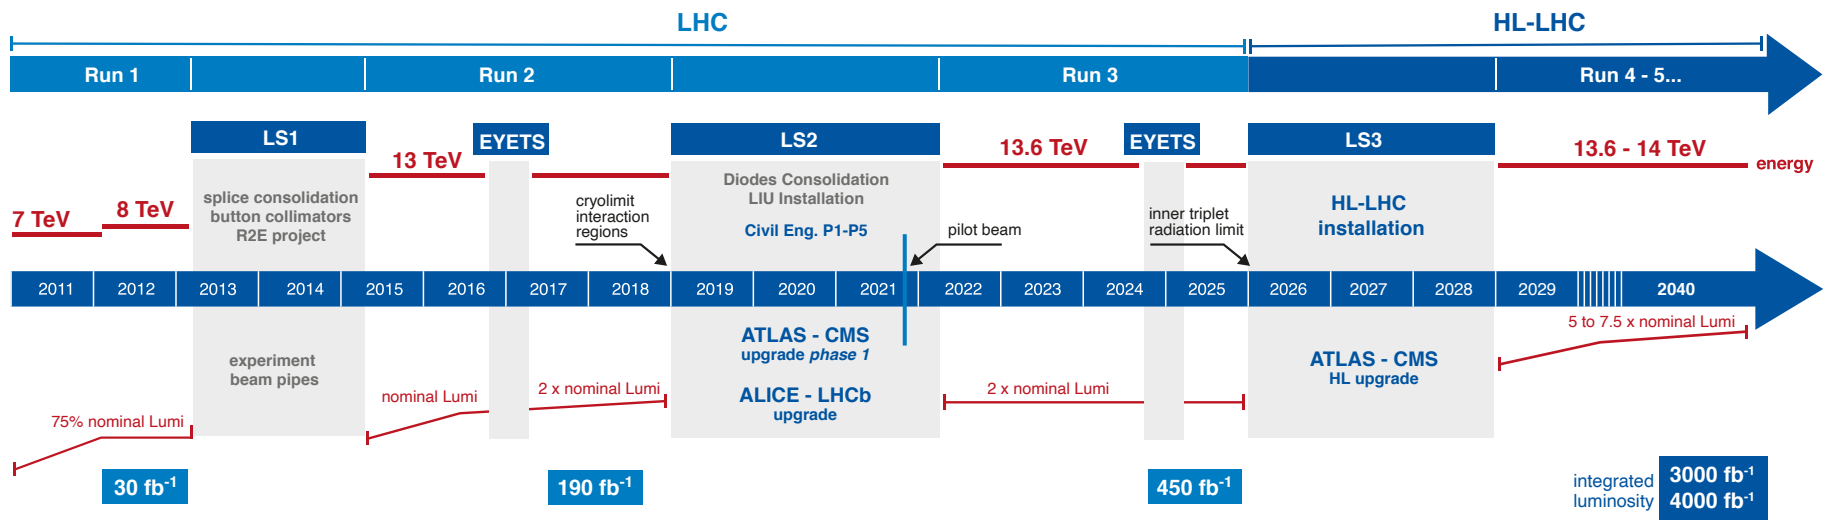 LHC
HL-LHC
Run 1
Run 2
Run 3
Run 4 - 5...
LS1
EYETS
LS2
EYETS
LS3
7 TeV
8 TeV
13 TeV
13.6 TeV
13.6 - 14 TeV
energy
splice consolidation
button collimators
R2E project
cryolimit
interaction
regions
Diodes Consolidation
LIU Installation
Civil Eng. P1-P5
pilot beam
inner triplet
radiation limit
HL-LHC
installation
2011 2012 2013 2014 2015 2016 2017 2018 2019 2020 2021 2022 2023 2024 2025 2026 2027 2028 2029 2040
5 to 7.5 x nominal Lumi
experiment
beam pipes
ATLAS - CMS
upgrade phase 1
ALICE - LHCb
upgrade
ATLAS - CMS
HL upgrade
75% nominal Lumi
nominal Lumi
2 x nominal Lumi
2 x nominal Lumi
30 fb⁻¹
190 fb⁻¹
450 fb⁻¹
integrated
luminosity
3000 fb⁻¹
4000 fb⁻¹